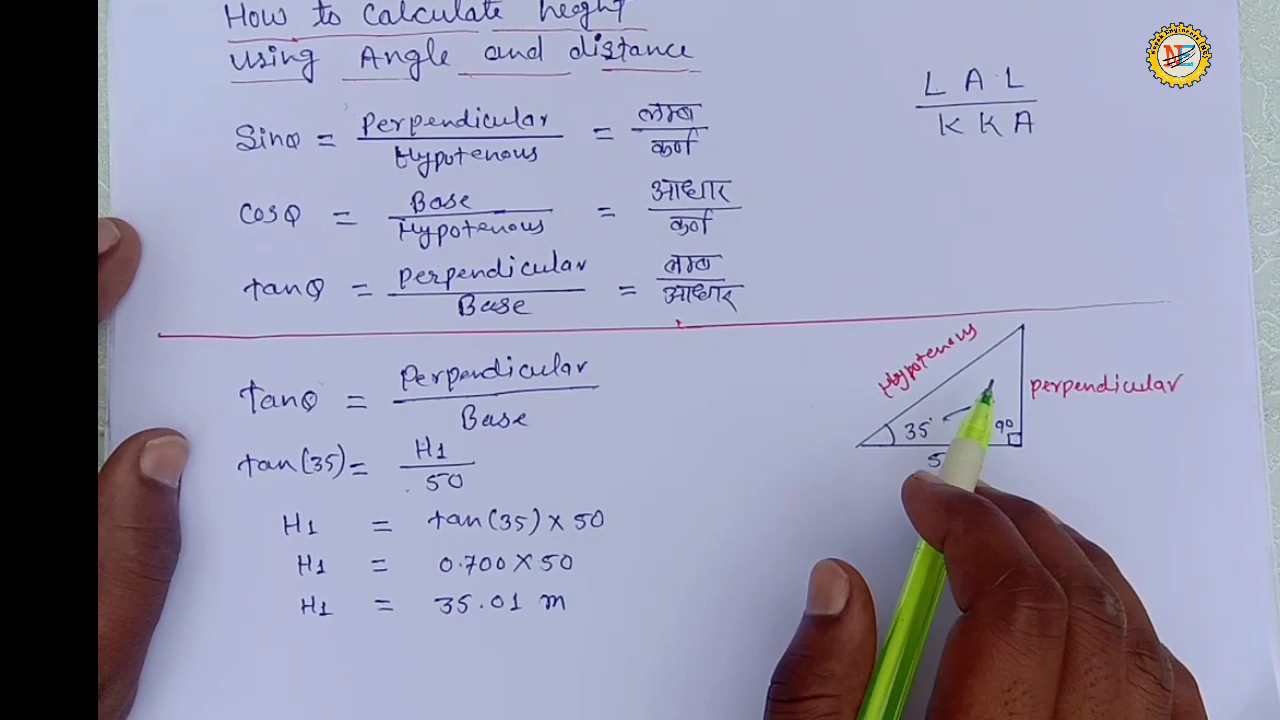 How to calculate height
using Angle and distance
L A L
K K A
Sinθ = Perpendicular / Hypotenous = लम्ब / कर्ण
cosθ = Base / Hypotenous = आधार / कर्ण
tanθ = Perpendicular / Base = लम्ब / आधार
Tanθ = Perpendicular / Base
tan(35) = H1 / 50
H1 = tan(35) × 50
H1 = 0.700 × 50
H1 = 35.01 m
Hypotenous
perpendicular
35°
90
5
NE